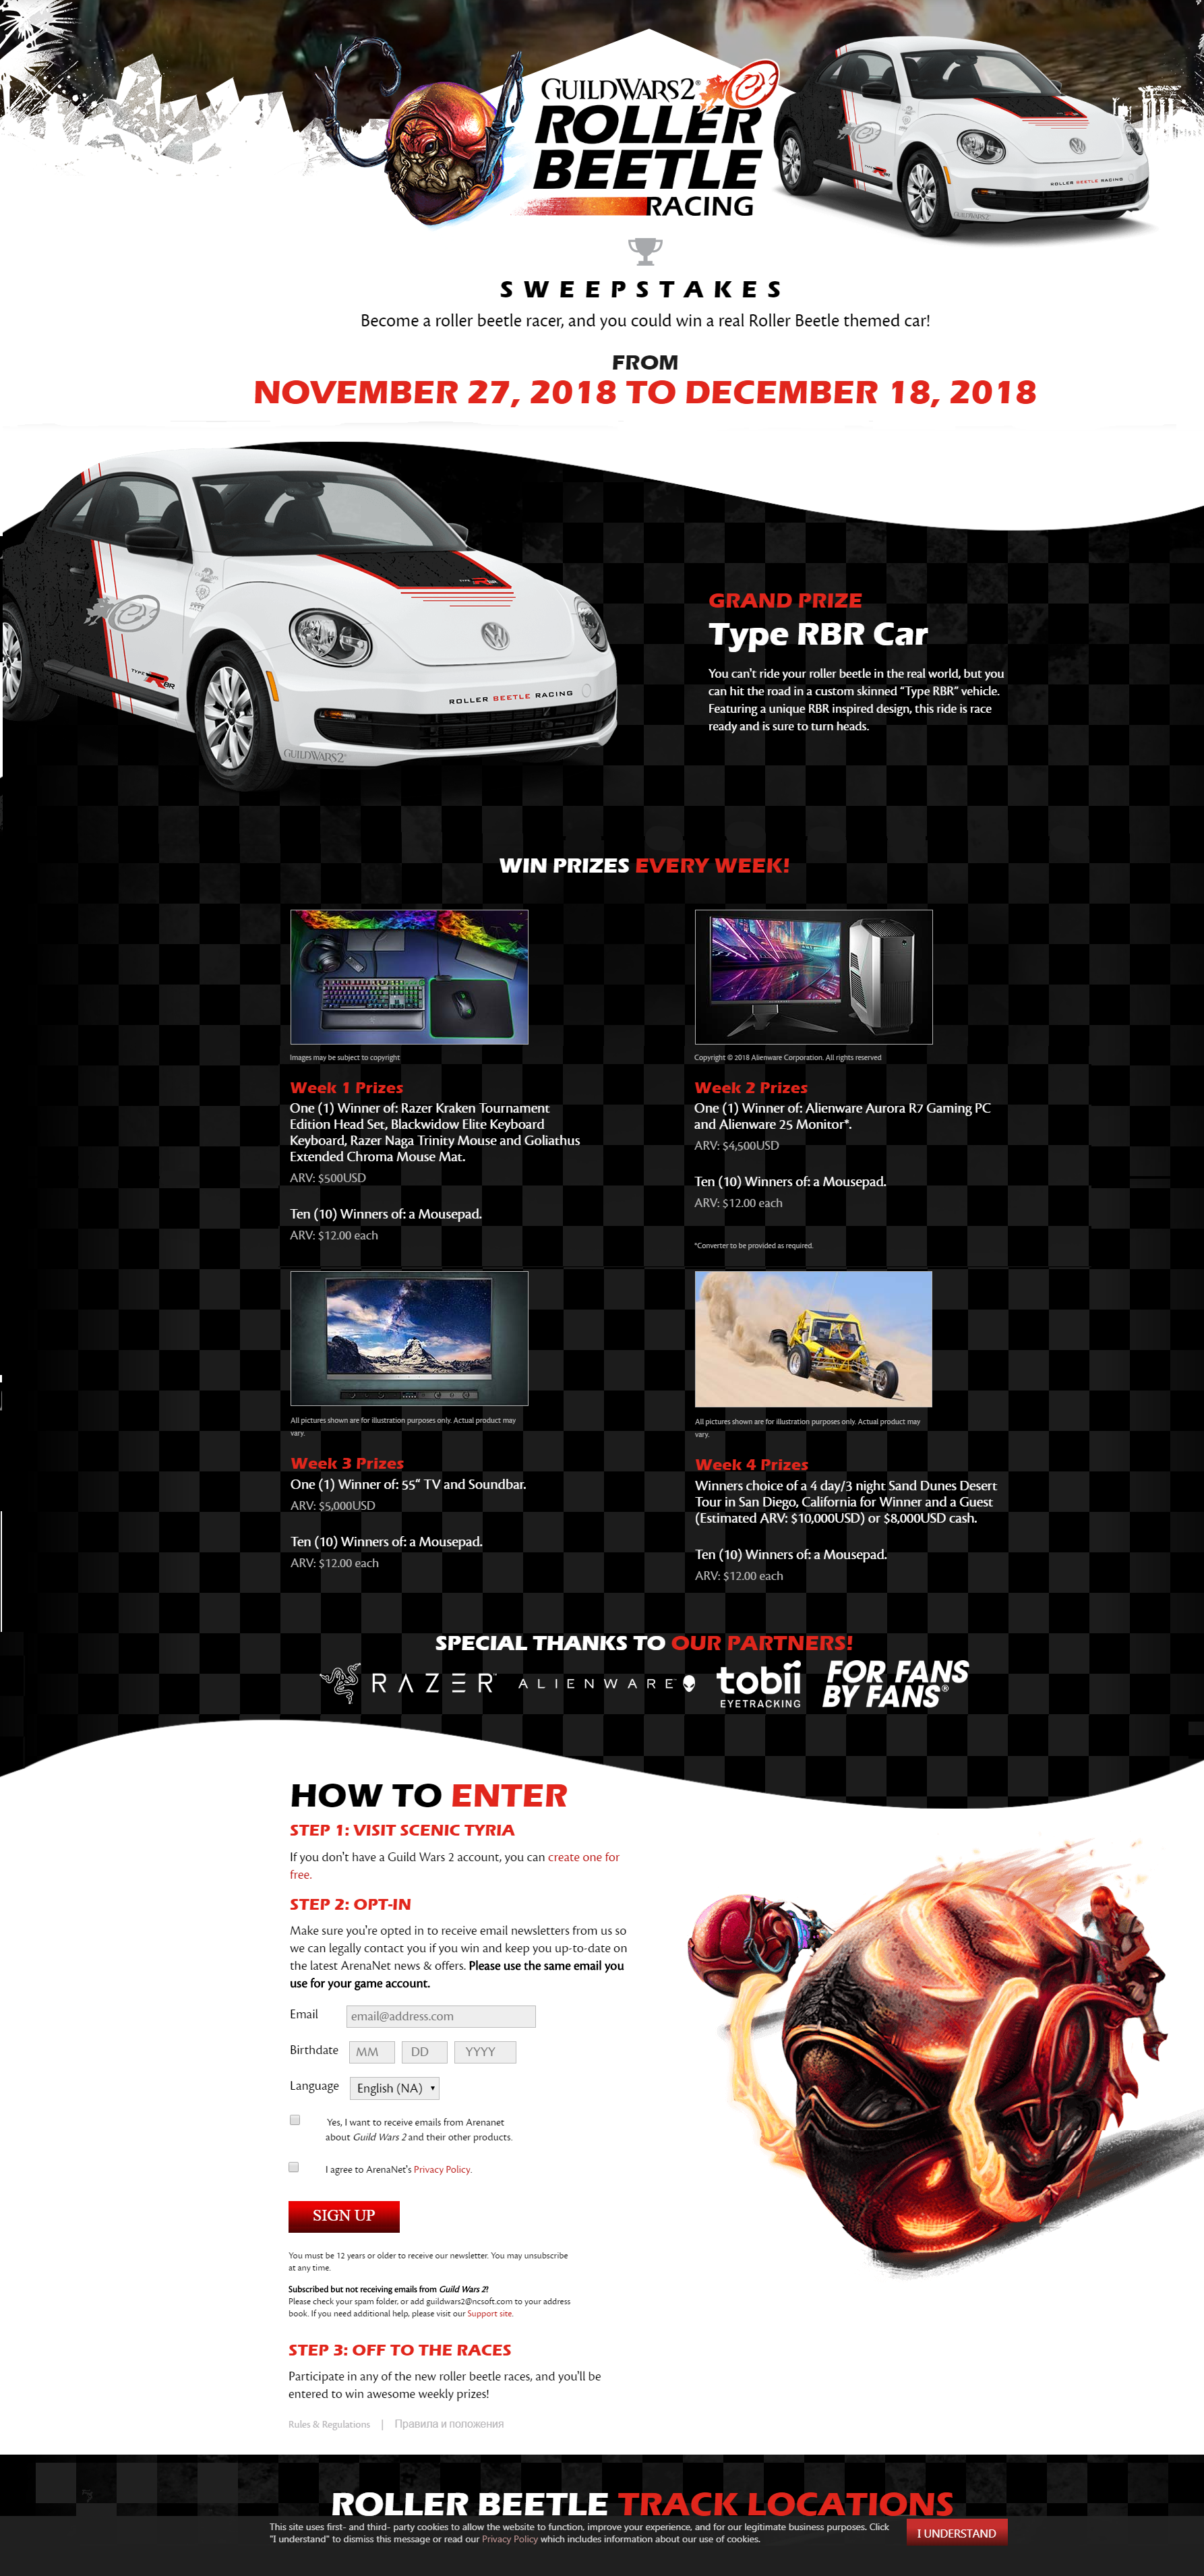 GUILD WARS 2®
ROLLER
BEETLE
RACING
SWEEPSTAKES
Become a roller beetle racer, and you could win a real Roller Beetle themed car!
FROM
NOVEMBER 27, 2018 TO DECEMBER 18, 2018
TYPE RBR
ROLLER BEETLE RACING
GUILD WARS 2
GRAND PRIZE
Type RBR Car
You can't ride your roller beetle in the real world, but you
can hit the road in a custom skinned “Type RBR” vehicle.
Featuring a unique RBR inspired design, this ride is race
ready and is sure to turn heads.
WIN PRIZES EVERY WEEK!
Images may be subject to copyright
Week 1 Prizes
One (1) Winner of: Razer Kraken Tournament
Edition Head Set, Blackwidow Elite Keyboard
Keyboard, Razer Naga Trinity Mouse and Goliathus
Extended Chroma Mouse Mat.
ARV: $500USD
Ten (10) Winners of: a Mousepad.
ARV: $12.00 each
Copyright © 2018 Alienware Corporation. All rights reserved
Week 2 Prizes
One (1) Winner of: Alienware Aurora R7 Gaming PC
and Alienware 25 Monitor*.
ARV: $4,500USD
Ten (10) Winners of: a Mousepad.
ARV: $12.00 each
*Converter to be provided as required.
All pictures shown are for illustration purposes only. Actual product may
vary.
Week 3 Prizes
One (1) Winner of: 55“ TV and Soundbar.
ARV: $5,000USD
Ten (10) Winners of: a Mousepad.
ARV: $12.00 each
All pictures shown are for illustration purposes only. Actual product may
vary.
Week 4 Prizes
Winners choice of a 4 day/3 night Sand Dunes Desert
Tour in San Diego, California for Winner and a Guest
(Estimated ARV: $10,000USD) or $8,000USD cash.
Ten (10) Winners of: a Mousepad.
ARV: $12.00 each
SPECIAL THANKS TO OUR PARTNERS!
RAZER™ ALIENWARE tobii EYETRACKING FOR FANS BY FANS®
HOW TO ENTER
STEP 1: VISIT SCENIC TYRIA
If you don't have a Guild Wars 2 account, you can create one for
free.
STEP 2: OPT-IN
Make sure you're opted in to receive email newsletters from us so
we can legally contact you if you win and keep you up-to-date on
the latest ArenaNet news & offers. Please use the same email you
use for your game account.
Email email@address.com
Birthdate MM DD YYYY
Language English (NA)
Yes, I want to receive emails from Arenanet
about Guild Wars 2 and their other products.
I agree to ArenaNet's Privacy Policy.
SIGN UP
You must be 12 years or older to receive our newsletter. You may unsubscribe
at any time.
Subscribed but not receiving emails from Guild Wars 2?
Please check your spam folder, or add guildwars2@ncsoft.com to your address
book. If you need additional help, please visit our Support site.
STEP 3: OFF TO THE RACES
Participate in any of the new roller beetle races, and you'll be
entered to win awesome weekly prizes!
Rules & Regulations | Правила и положения
ROLLER BEETLE TRACK LOCATIONS
This site uses first- and third- party cookies to allow the website to function, improve your experience, and for our legitimate business purposes. Click
"I understand" to dismiss this message or read our Privacy Policy which includes information about our use of cookies.
I UNDERSTAND